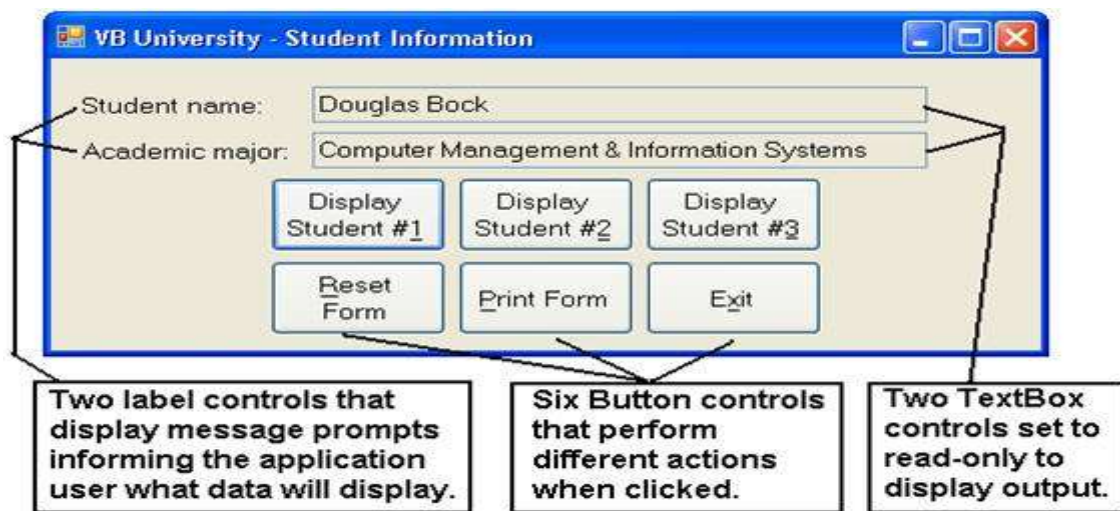 VB University - Student Information
Student name:
Douglas Bock
Academic major:
Computer Management & Information Systems
Display
Student #1
Display
Student #2
Display
Student #3
Reset
Form
Print Form
Exit
Two label controls that
display message prompts
informing the application
user what data will display.
Six Button controls
that perform
different actions
when clicked.
Two TextBox
controls set to
read-only to
display output.